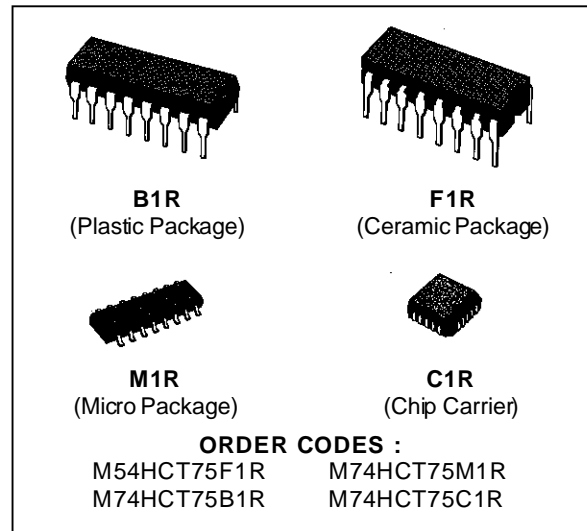 B1R
(Plastic Package)
F1R
(Ceramic Package)
M1R
(Micro Package)
C1R
(Chip Carrier)
ORDER CODES :
M54HCT75F1R M74HCT75M1R
M74HCT75B1R M74HCT75C1R